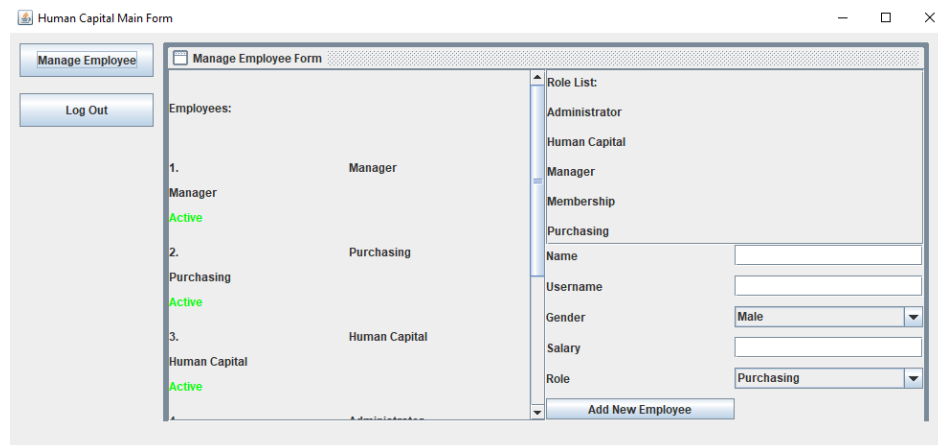 Human Capital Main Form
Manage Employee
Log Out
Manage Employee Form
Employees:
1. Manager
Manager
Active
2. Purchasing
Purchasing
Active
3. Human Capital
Human Capital
Active
Role List:
Administrator
Human Capital
Manager
Membership
Purchasing
Name
Username
Gender Male
Salary
Role Purchasing
Add New Employee